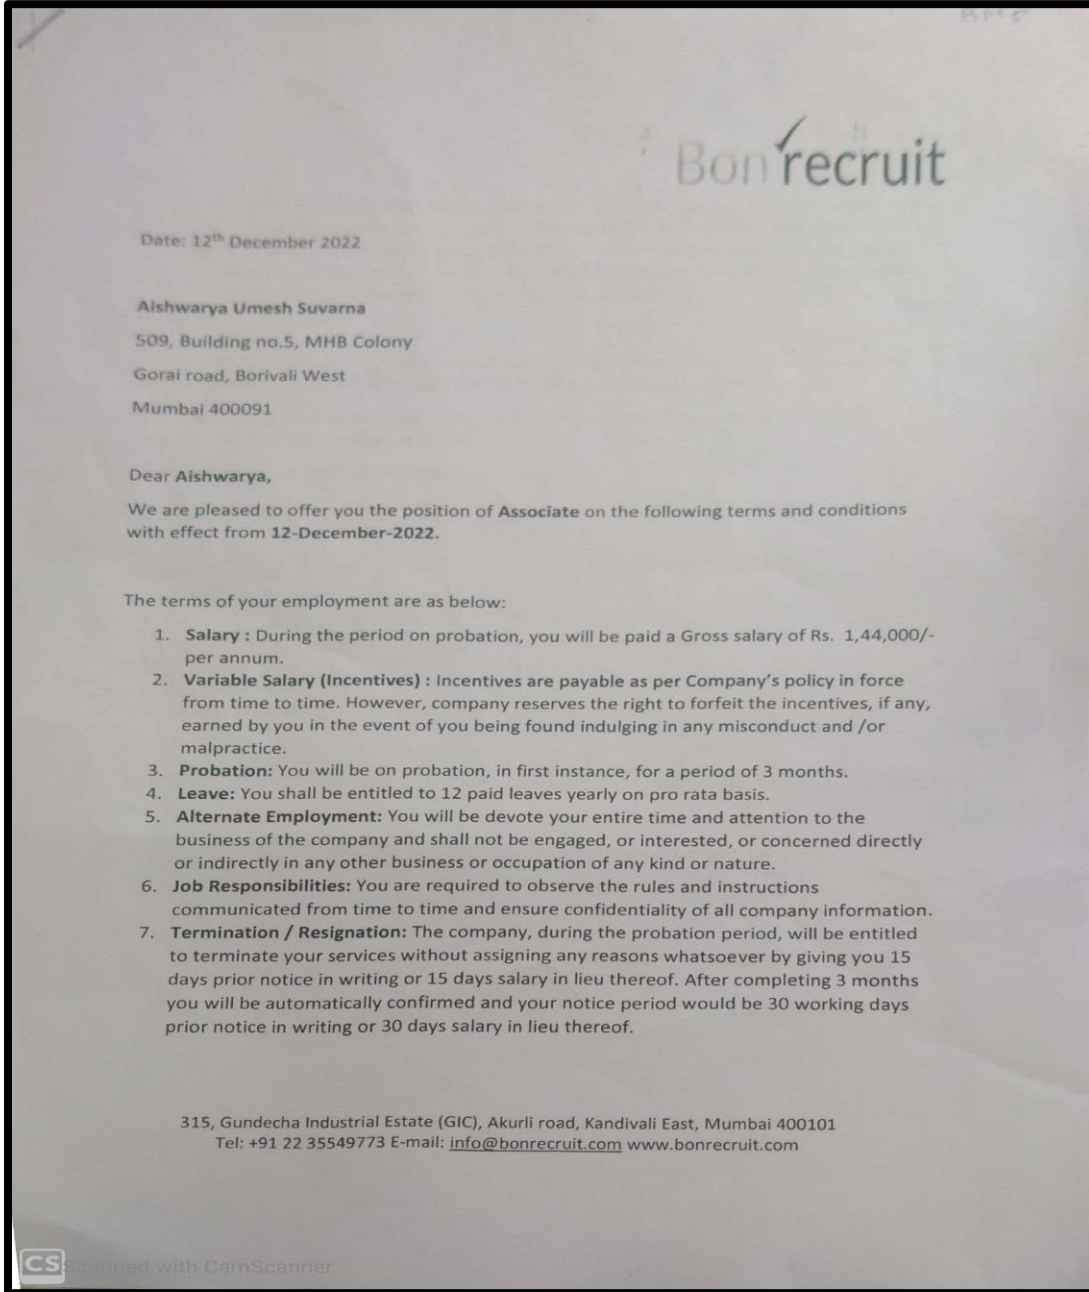 Bon recruit
Date: 12th December 2022
Aishwarya Umesh Suvarna
509, Building no.5, MHB Colony
Gorai road, Borivali West
Mumbai 400091
Dear Aishwarya,
We are pleased to offer you the position of Associate on the following terms and conditions
with effect from 12-December-2022.
The terms of your employment are as below:
1. Salary : During the period on probation, you will be paid a Gross salary of Rs. 1,44,000/-
per annum.
2. Variable Salary (Incentives) : Incentives are payable as per Company's policy in force
from time to time. However, company reserves the right to forfeit the incentives, if any,
earned by you in the event of you being found indulging in any misconduct and /or
malpractice.
3. Probation: You will be on probation, in first instance, for a period of 3 months.
4. Leave: You shall be entitled to 12 paid leaves yearly on pro rata basis.
5. Alternate Employment: You will be devote your entire time and attention to the
business of the company and shall not be engaged, or interested, or concerned directly
or indirectly in any other business or occupation of any kind or nature.
6. Job Responsibilities: You are required to observe the rules and instructions
communicated from time to time and ensure confidentiality of all company information.
7. Termination / Resignation: The company, during the probation period, will be entitled
to terminate your services without assigning any reasons whatsoever by giving you 15
days prior notice in writing or 15 days salary in lieu thereof. After completing 3 months
you will be automatically confirmed and your notice period would be 30 working days
prior notice in writing or 30 days salary in lieu thereof.
315, Gundecha Industrial Estate (GIC), Akurli road, Kandivali East, Mumbai 400101
Tel: +91 22 35549773 E-mail: info@bonrecruit.com www.bonrecruit.com
CS Scanned with CamScanner